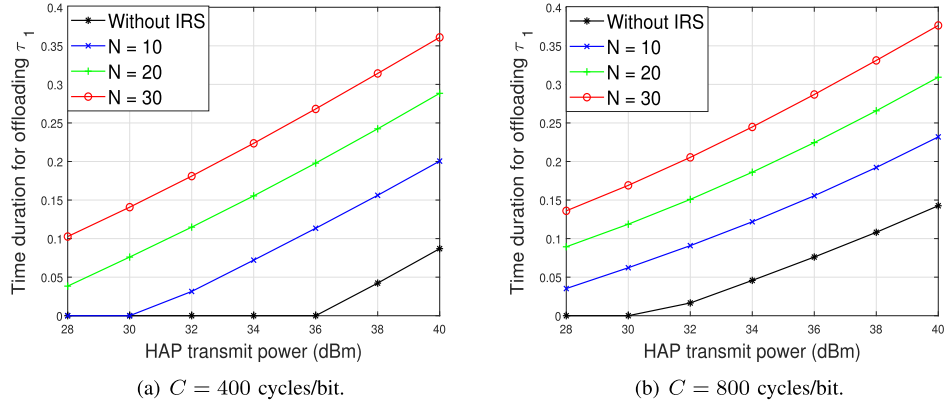 Time duration for offloading τ 1
0.4
0.35
0.3
0.25
0.2
0.15
0.1
0.05
0
Without IRS
N = 10
N = 20
N = 30
28 30 32 34 36 38 40
HAP transmit power (dBm)
(a) C = 400 cycles/bit.
Time duration for offloading τ 1
0.4
0.35
0.3
0.25
0.2
0.15
0.1
0.05
0
Without IRS
N = 10
N = 20
N = 30
28 30 32 34 36 38 40
HAP transmit power (dBm)
(b) C = 800 cycles/bit.